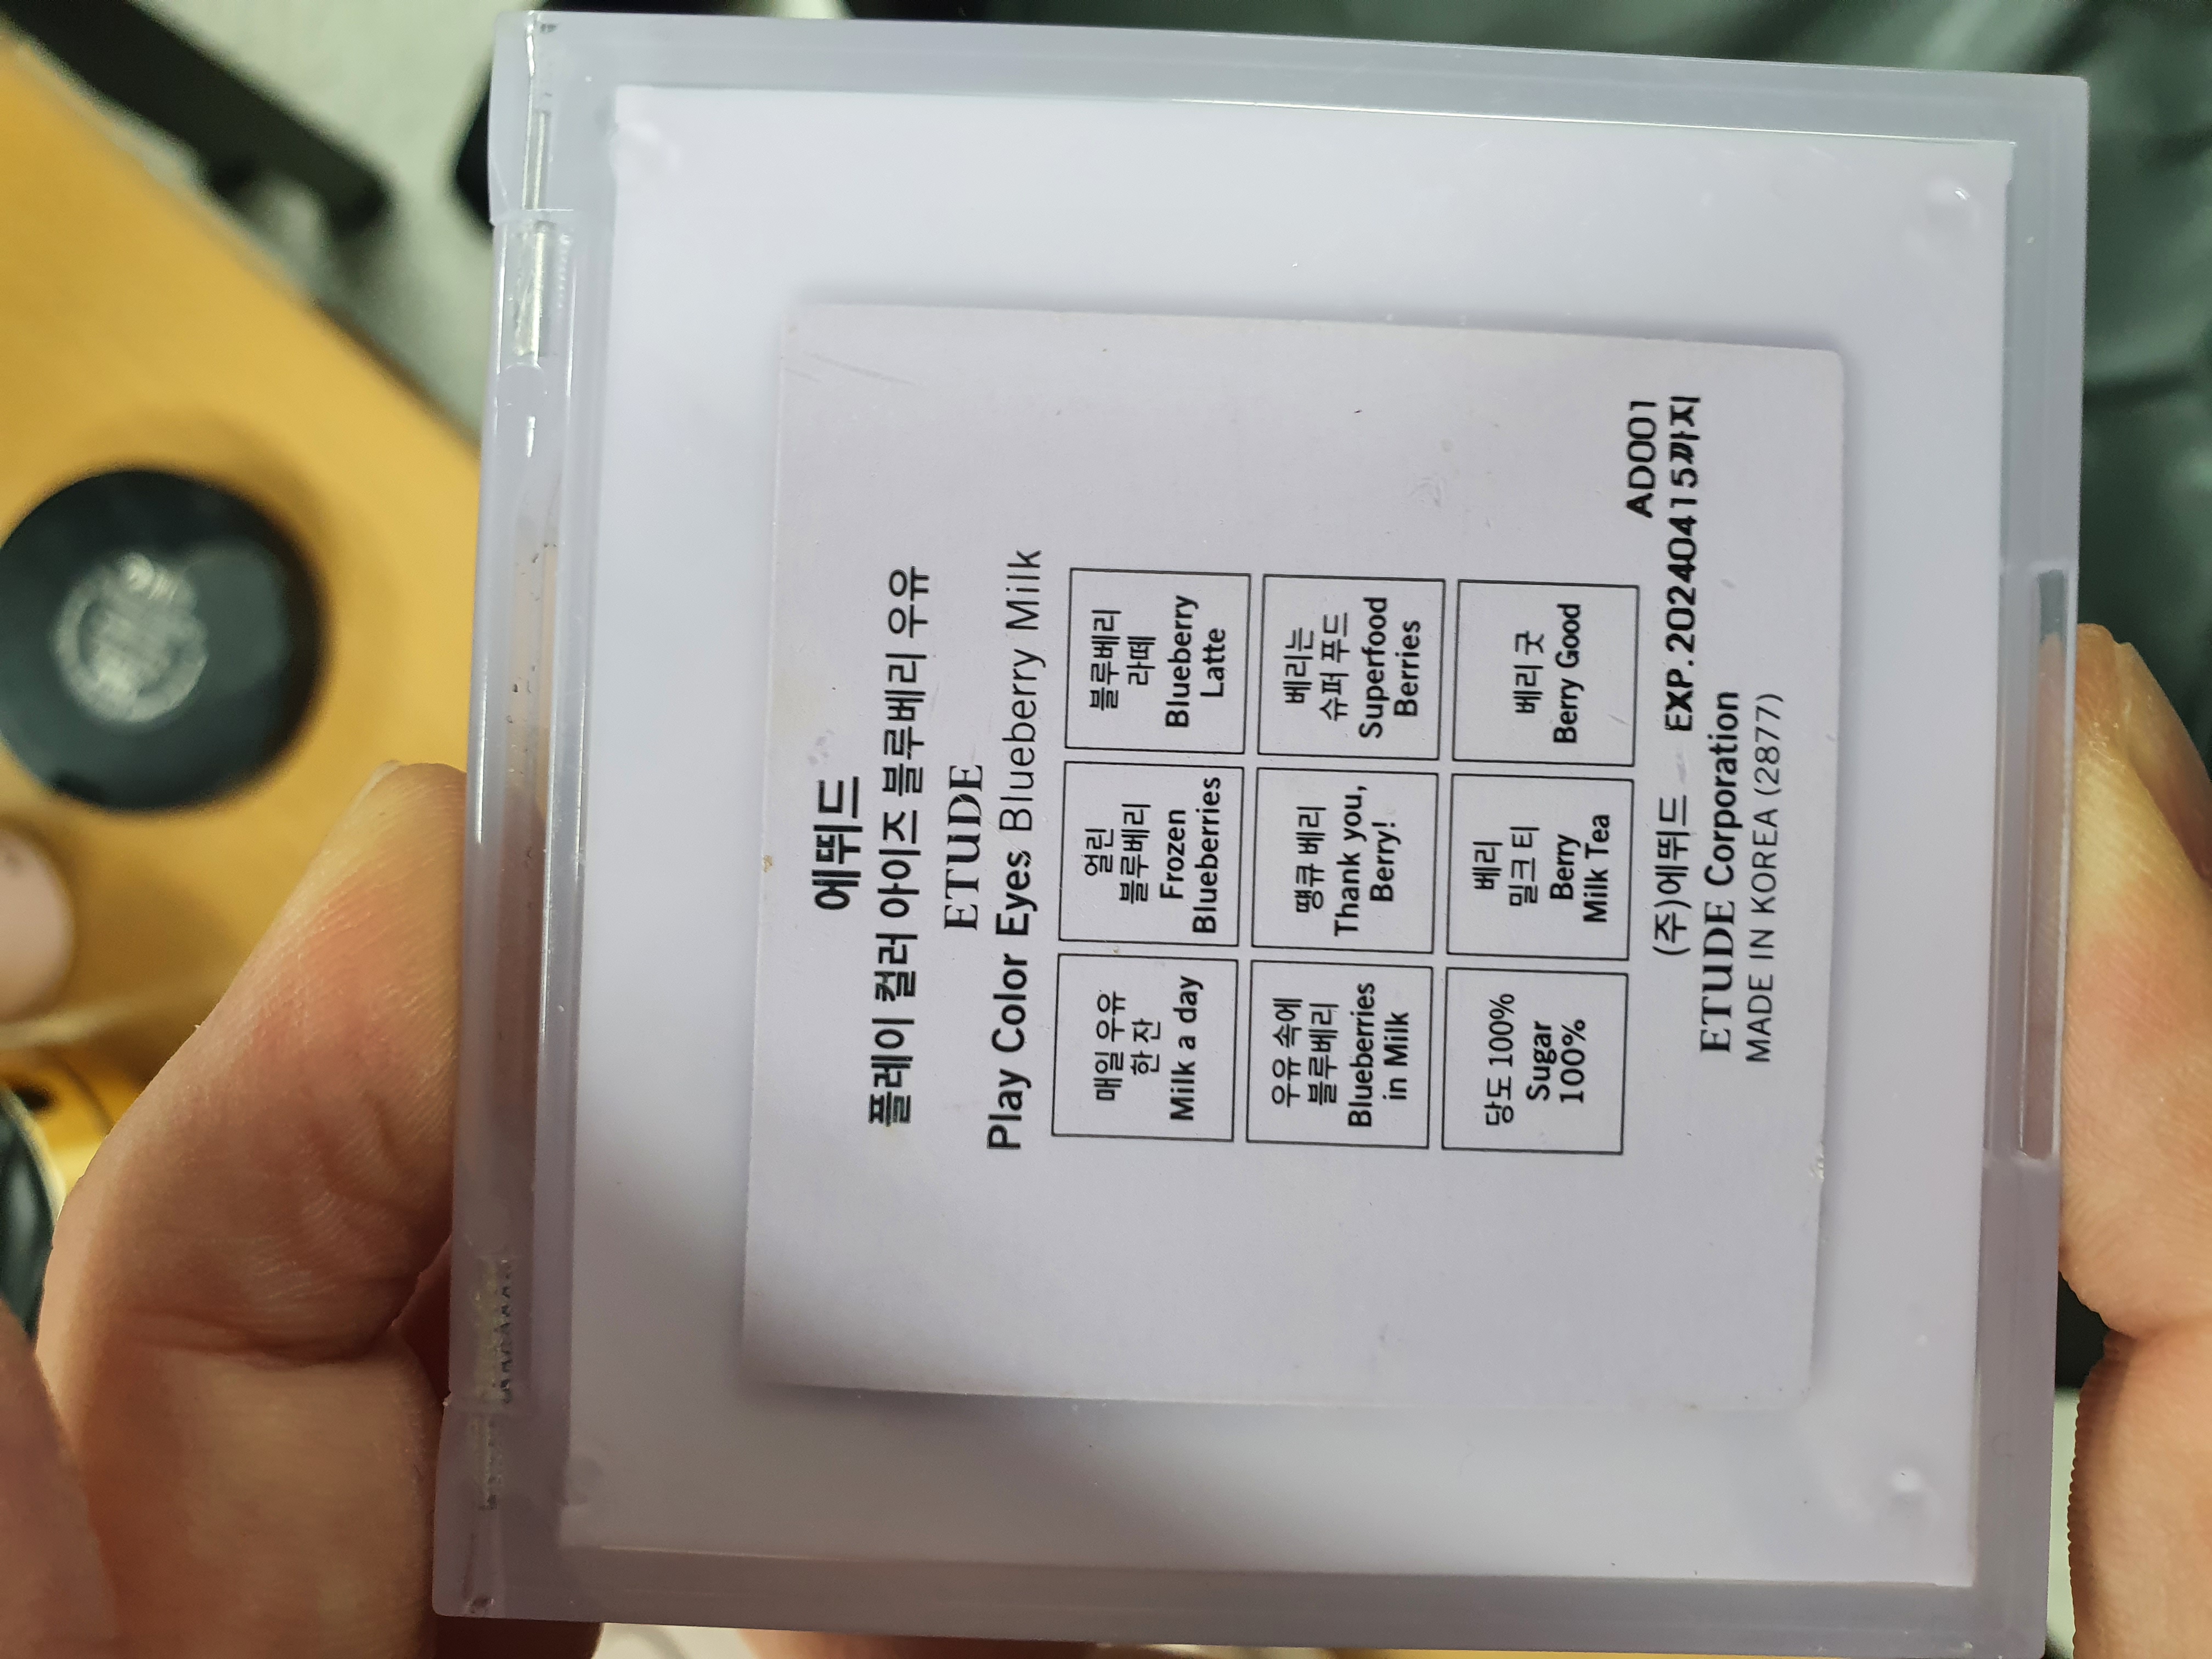 에뛰드
플레이 컬러 아이즈 블루베리 우유
ETUDE
Play Color Eyes Blueberry Milk
매일 우유
한 잔
Milk a day
얼린
블루베리
Frozen
Blueberries
블루베리
라떼
Blueberry
Latte
우유 속에
블루베리
Blueberries
in Milk
땡큐 베리
Thank you,
Berry!
베리는
슈퍼 푸드
Superfood
Berries
당도 100%
Sugar
100%
베리
밀크 티
Berry
Milk Tea
베리 굿
Berry Good
AD001
(주)에뛰드 EXP.20240415까지
ETUDE Corporation
MADE IN KOREA (2877)